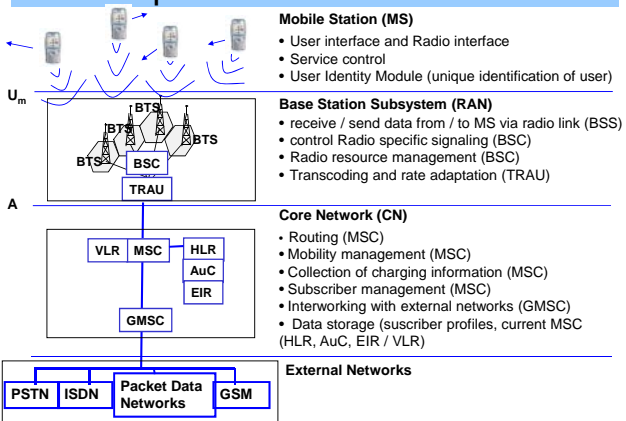 Mobile Station (MS)
• User interface and Radio interface
• Service control
• User Identity Module (unique identification of user)
Um
Base Station Subsystem (RAN)
• receive / send data from / to MS via radio link (BSS)
• control Radio specific signaling (BSC)
• Radio resource management (BSC)
• Transcoding and rate adaptation (TRAU)
BTS
BTS
BTS
BTS
BSC
TRAU
A
Core Network (CN)
• Routing (MSC)
• Mobility management (MSC)
• Collection of charging information (MSC)
• Subscriber management (MSC)
• Interworking with external networks (GMSC)
• Data storage (suscriber profiles, current MSC
(HLR, AuC, EIR / VLR)
VLR MSC HLR
AuC
EIR
GMSC
External Networks
PSTN ISDN Packet Data
Networks GSM